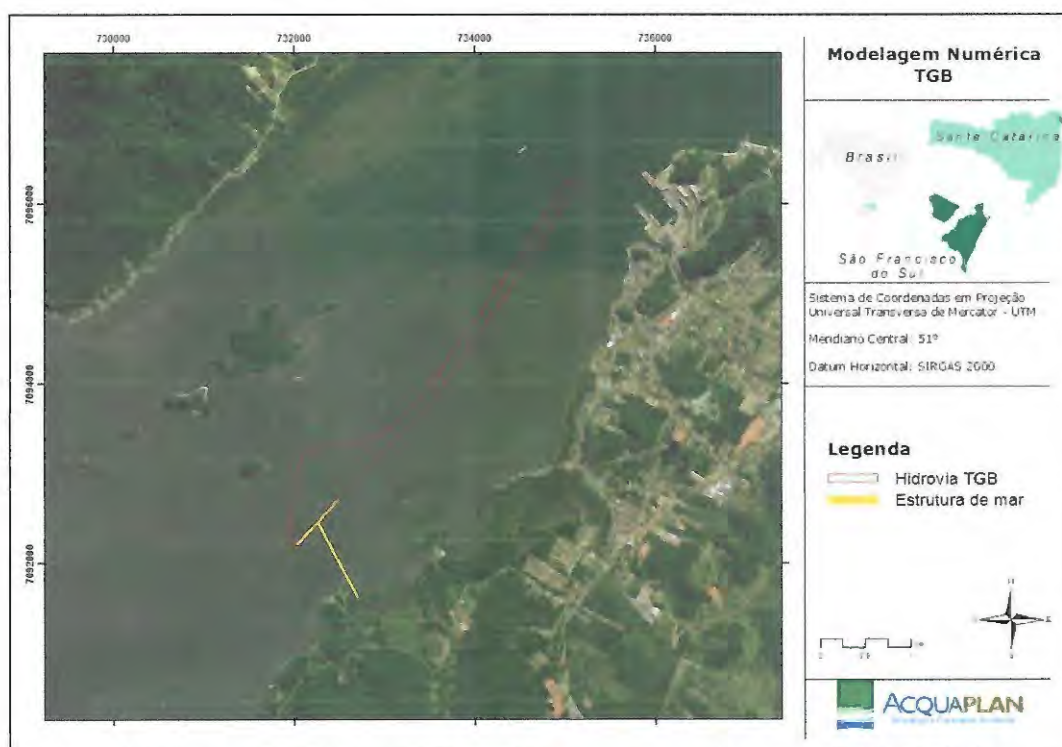 730000
732000
734000
736000
7096000
7094000
7092000
Modelagem Numérica
TGB
Santa Catarina
Brasil
São Francisco
do Sul
Sistema de Coordenadas em Projeção
Universal Transversa de Mercator - UTM
Meridiano Central: 51º
Datum Horizontal: SIRGAS 2000
Legenda
Hidrovia TGB
Estrutura de mar
ACQUAPLAN